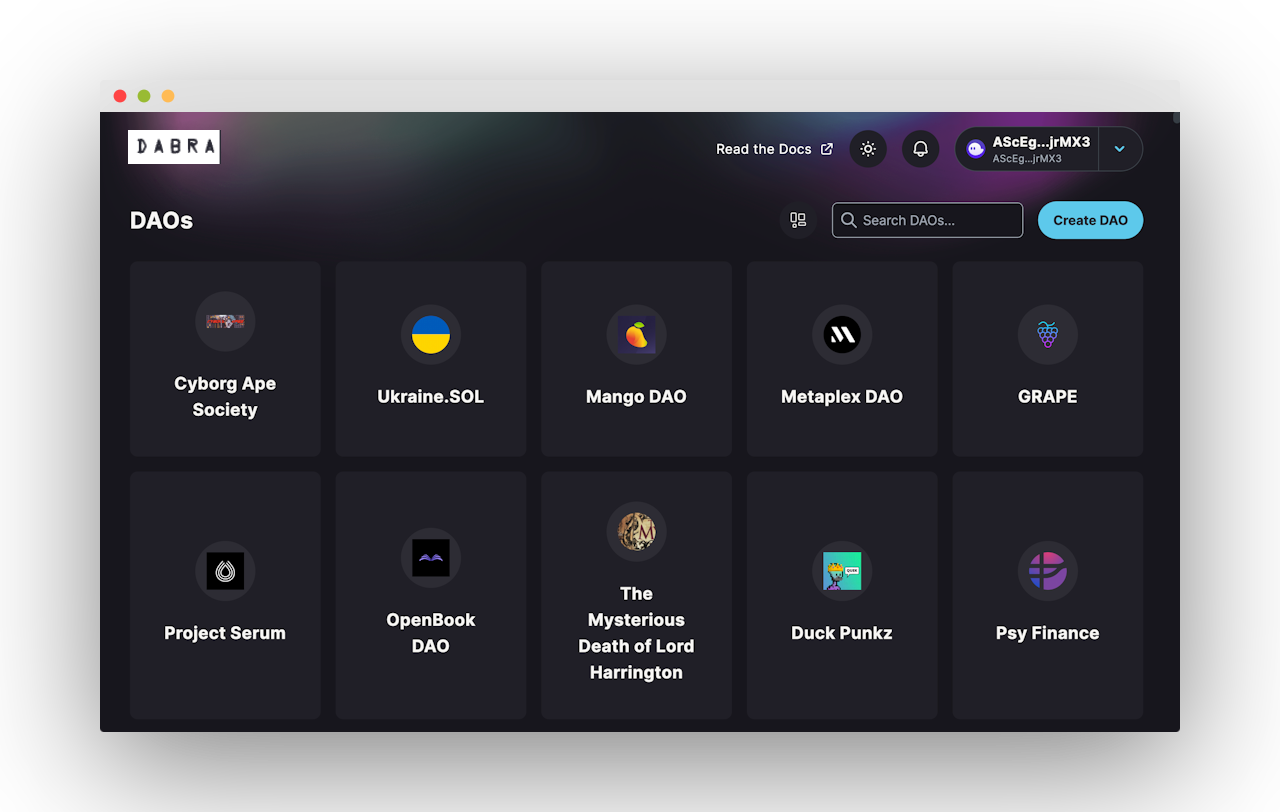 DABRA
Read the Docs
AScEg...jrMX3
AScEg...jrMX3
DAOs
Search DAOs...
Create DAO
Cyborg Ape
Society
Ukraine.SOL
Mango DAO
Metaplex DAO
GRAPE
Project Serum
OpenBook
DAO
M
The
Mysterious
Death of Lord
Harrington
Duck Punkz
Psy Finance